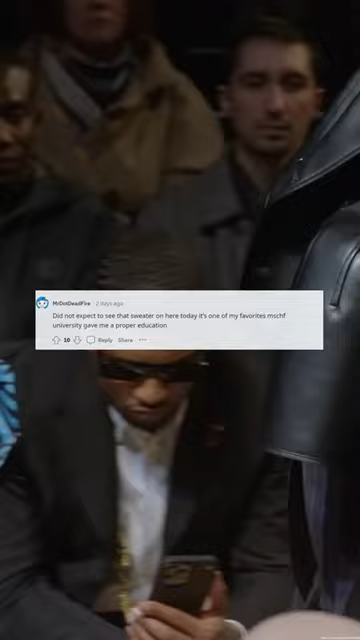 MrDotDeadFire · 2 days ago
Did not expect to see that sweater on here today it's one of my favorites mschf
university gave me a proper education
10 Reply Share ...